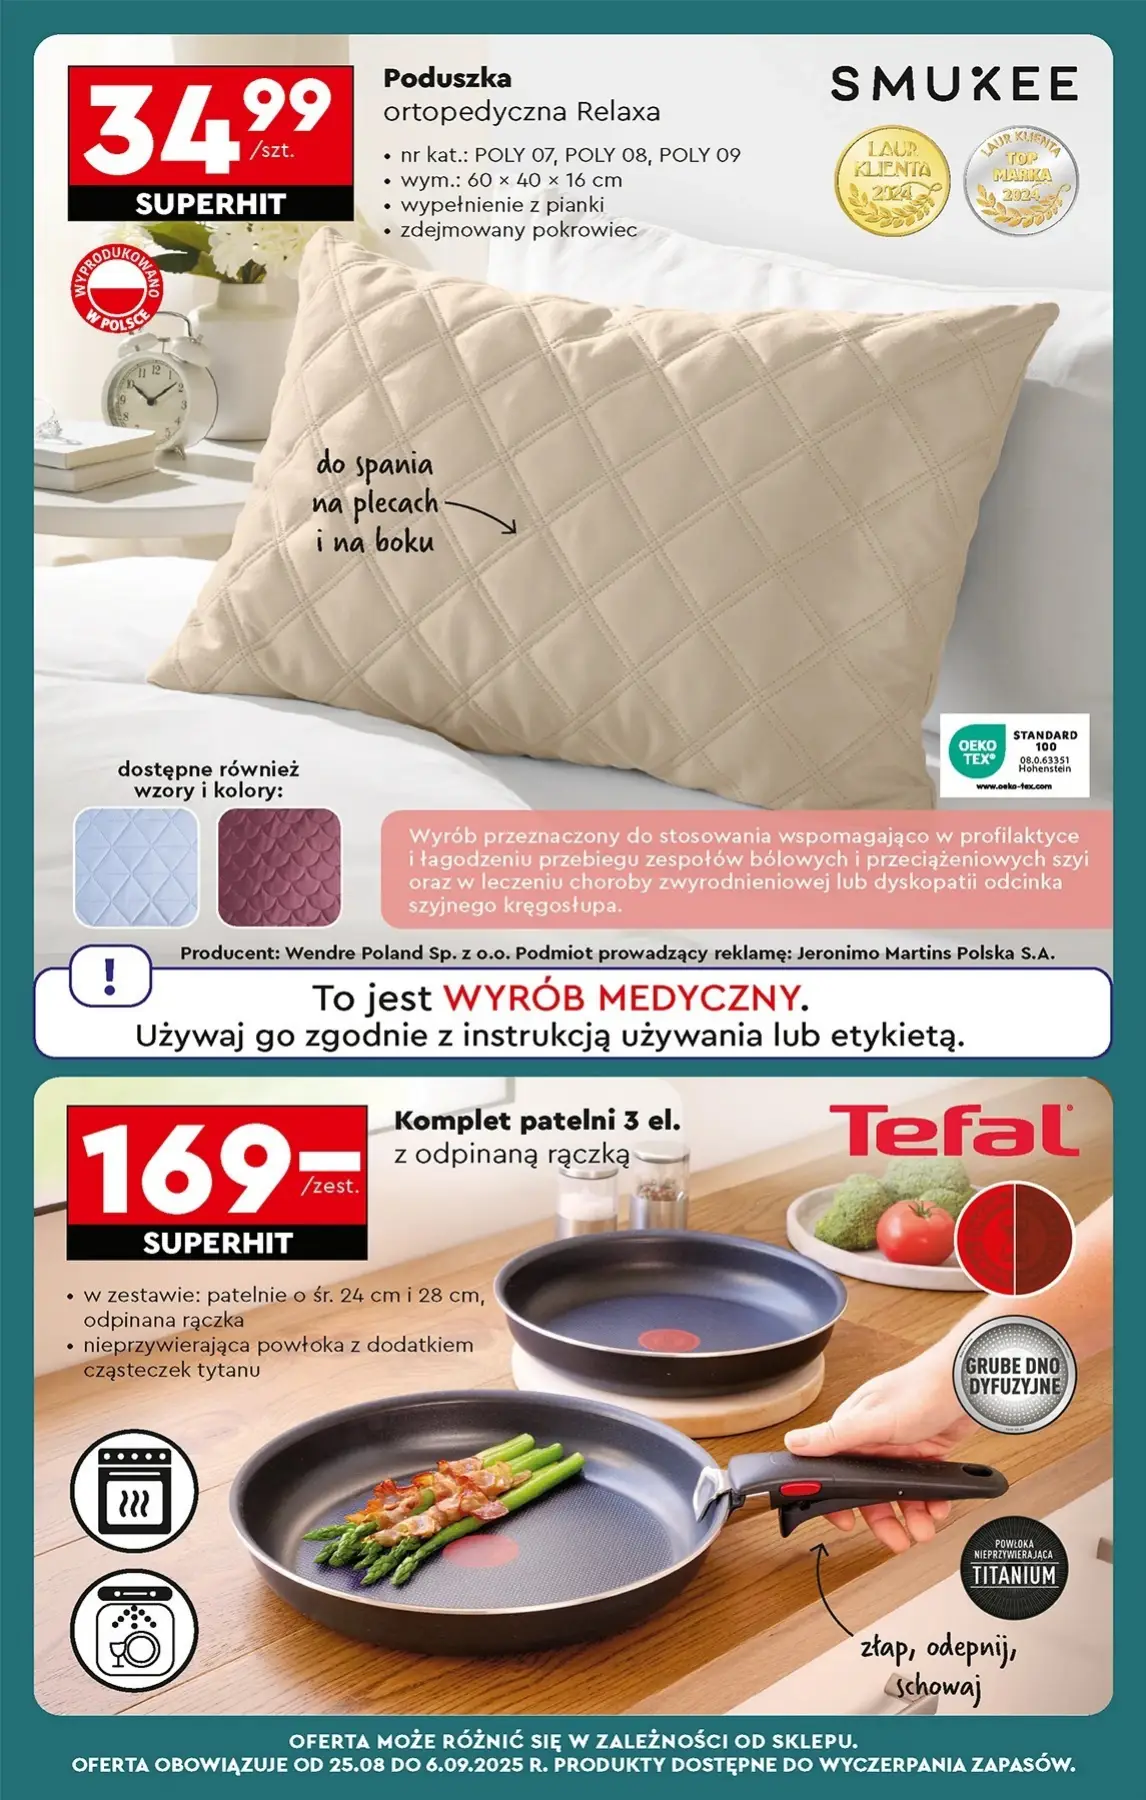 34 99
/szt.
SUPERHIT
Poduszka
ortopedyczna Relaxa
• nr kat.: POLY 07, POLY 08, POLY 09
• wym.: 60 × 40 × 16 cm
• wypełnienie z pianki
• zdejmowany pokrowiec
SMUKEE
LAUR
KLIENTA
2024
LAUR KLIENTA
TOP
MARKA
2024
WYPRODUKOWANO
W POLSCE
do spania
na plecach
i na boku
OEKO
TEX®
STANDARD
100
08.0.63351
Hohenstein
www.oeko-tex.com
dostępne również
wzory i kolory:
Wyrób przeznaczony do stosowania wspomagająco w profilaktyce
i łagodzeniu przebiegu zespołów bólowych i przeciążeniowych szyi
oraz w leczeniu choroby zwyrodnieniowej lub dyskopatii odcinka
szyjnego kręgosłupa.
Producent: Wendre Poland Sp. z o.o. Podmiot prowadzący reklamę: Jeronimo Martins Polska S.A.
!
To jest WYRÓB MEDYCZNY.
Używaj go zgodnie z instrukcją używania lub etykietą.
169-
/zest.
SUPERHIT
Komplet patelni 3 el.
z odpinaną rączką
Tefal
• w zestawie: patelnie o śr. 24 cm i 28 cm,
odpinana rączka
• nieprzywierająca powłoka z dodatkiem
cząsteczek tytanu
GRUBE DNO
DYFUZYJNE
POWŁOKA
NIEPRZYWIERAJĄCA
TITANIUM
złap, odepnij,
schowaj
OFERTA MOŻE RÓŻNIĆ SIĘ W ZALEŻNOŚCI OD SKLEPU.
OFERTA OBOWIĄZUJE OD 25.08 DO 6.09.2025 R. PRODUKTY DOSTĘPNE DO WYCZERPANIA ZAPASÓW.